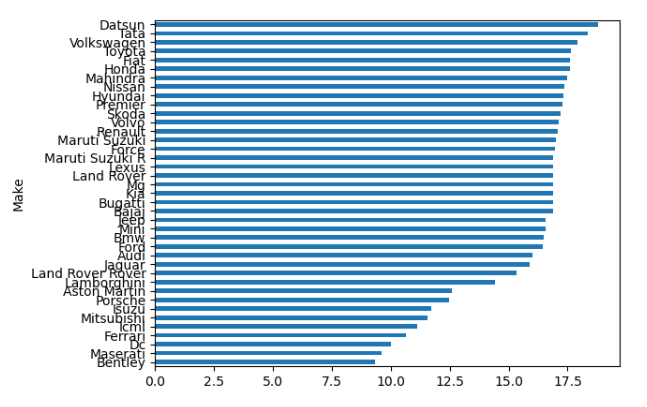 Datsun
Tata
Volkswagen
Toyota
Fiat
Honda
Mahindra
Nissan
Hyundai
Premier
Skoda
Volvo
Renault
Maruti Suzuki
Force
Maruti Suzuki R
Lexus
Land Rover
Mg
Kia
Bugatti
Bajaj
Jeep
Mini
Bmw
Ford
Audi
Jaguar
Land Rover Rover
Lamborghini
Aston Martin
Porsche
Isuzu
Mitsubishi
Icml
Ferrari
Dc
Maserati
Bentley
Make
0.0 2.5 5.0 7.5 10.0 12.5 15.0 17.5